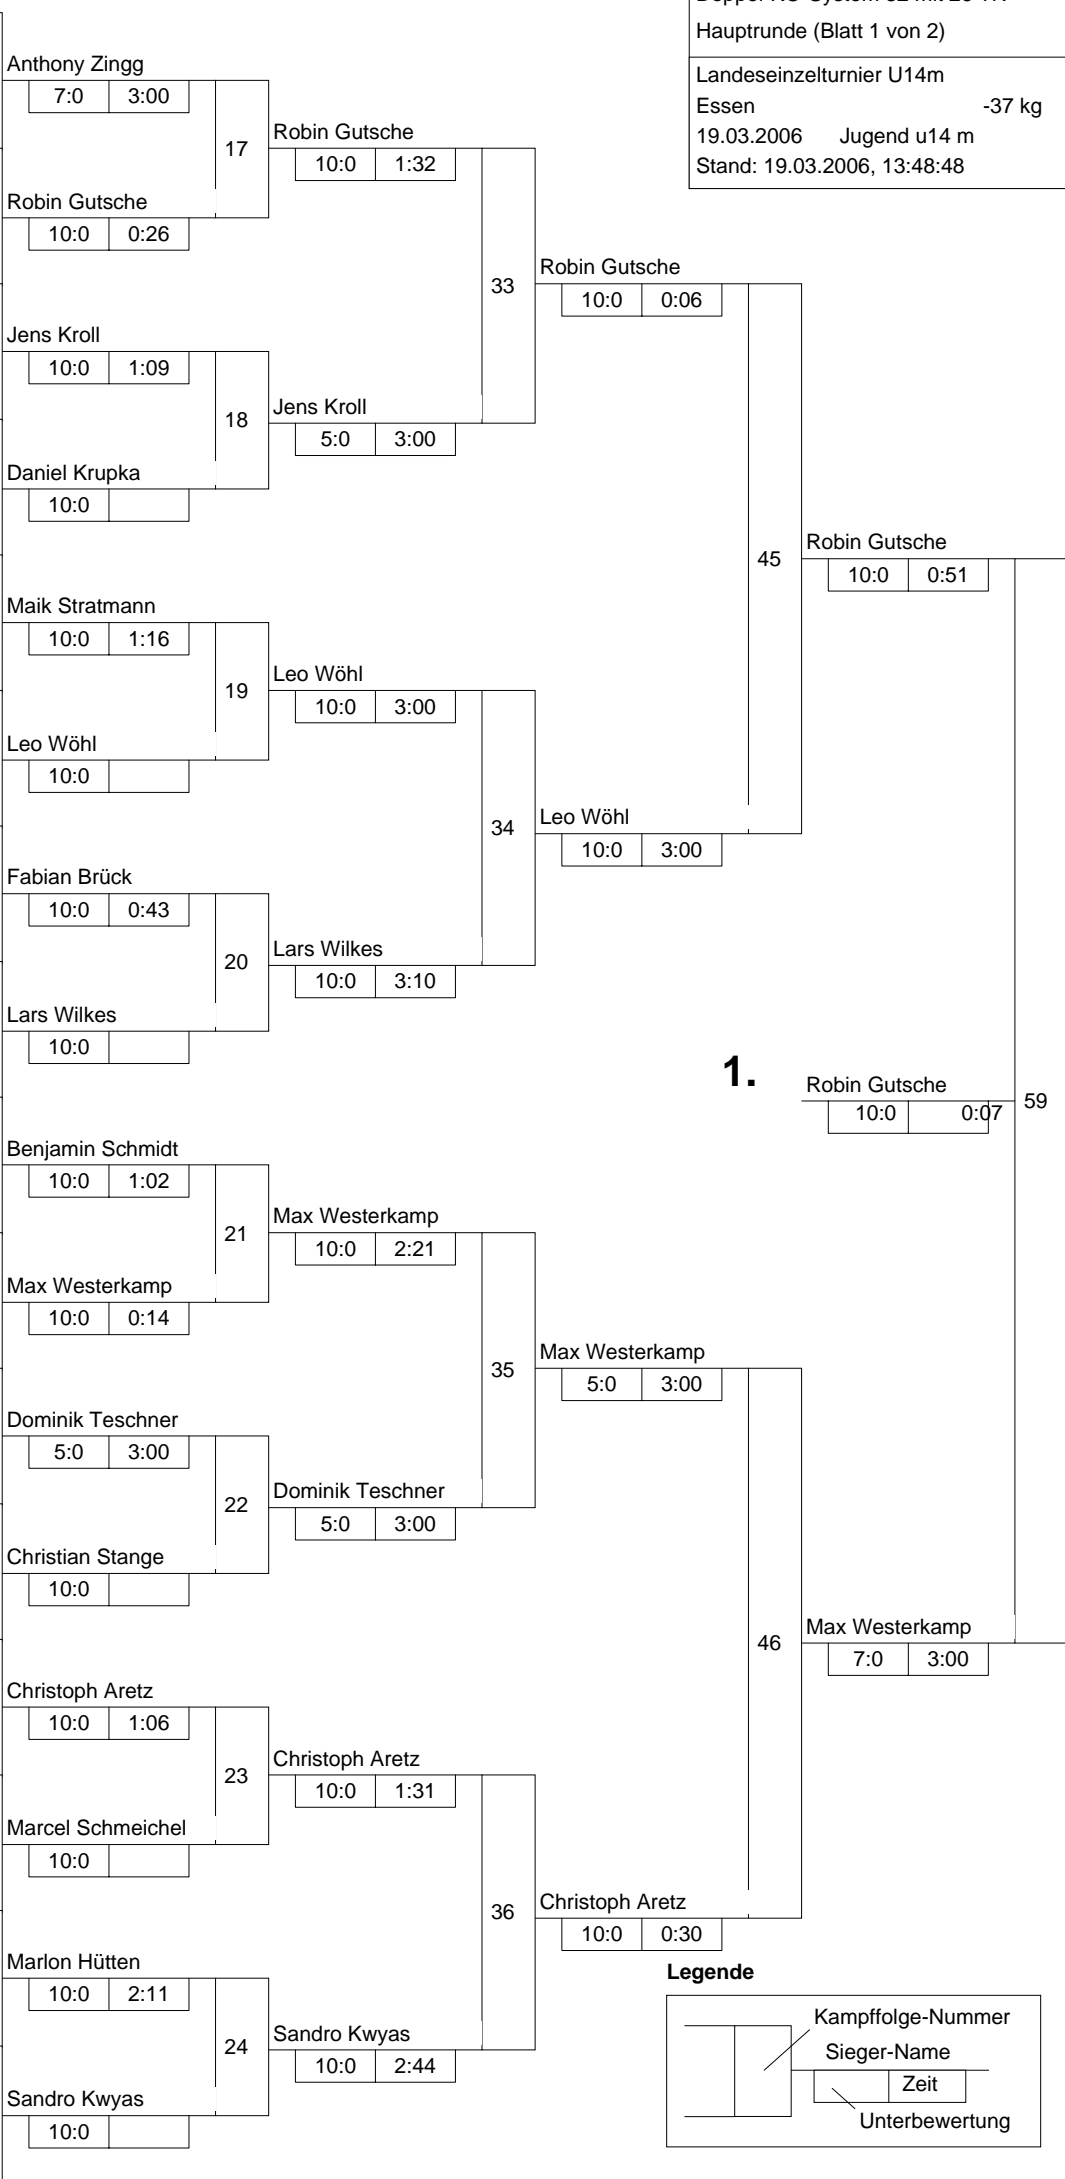 Hauptrunde (Blatt 1 von 2)
Landeseinzelturnier U14m
Essen -37 kg
19.03.2006 Jugend u14 m
Stand: 19.03.2006, 13:48:48
Anthony Zingg
7:0 3:00
17
Robin Gutsche
10:0 1:32
Robin Gutsche
10:0 0:26
33
Robin Gutsche
10:0 0:06
Jens Kroll
10:0 1:09
18
Jens Kroll
5:0 3:00
Daniel Krupka
10:0
45
Robin Gutsche
10:0 0:51
Maik Stratmann
10:0 1:16
19
Leo Wöhl
10:0 3:00
Leo Wöhl
10:0
34
Leo Wöhl
10:0 3:00
Fabian Brück
10:0 0:43
20
Lars Wilkes
10:0 3:10
Lars Wilkes
10:0
1.
Robin Gutsche
10:0 0:07
59
Benjamin Schmidt
10:0 1:02
21
Max Westerkamp
10:0 2:21
Max Westerkamp
10:0 0:14
35
Max Westerkamp
5:0 3:00
Dominik Teschner
5:0 3:00
22
Dominik Teschner
5:0 3:00
Christian Stange
10:0
46
Max Westerkamp
7:0 3:00
Christoph Aretz
10:0 1:06
23
Christoph Aretz
10:0 1:31
Marcel Schmeichel
10:0
36
Christoph Aretz
10:0 0:30
Marlon Hütten
10:0 2:11
24
Sandro Kwyas
10:0 2:44
Sandro Kwyas
10:0
Legende
Kampffolge-Nummer
Sieger-Name
Zeit
Unterbewertung